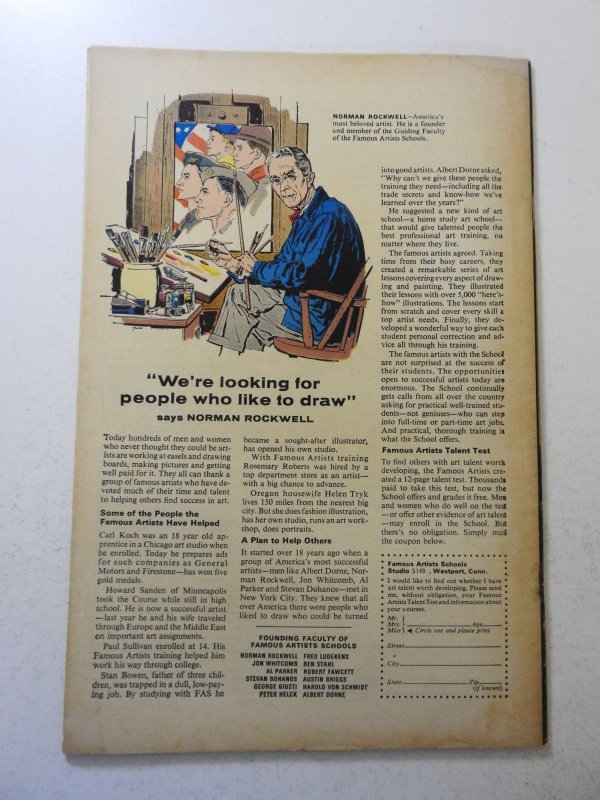 NORMAN ROCKWELL—America's
most beloved artist. He is a founder
and member of the Guiding Faculty
of the Famous Artists Schools.
"We're looking for
people who like to draw"
says NORMAN ROCKWELL
Today hundreds of men and women
who never thought they could be art-
ists are working at easels and drawing
boards, making pictures and getting
well paid for it. They all can thank a
group of famous artists who have de-
voted much of their time and talent
to helping others find success in art.
Some of the People the
Famous Artists Have Helped
Carl Koch was an 18 year old ap-
prentice in a Chicago art studio when
he enrolled. Today he prepares ads
for such companies as General
Motors and Firestone—has won five
gold medals.
Howard Sanden of Minneapolis
took the Course while still in high
school. He is now a successful artist
—last year he and his wife traveled
through Europe and the Middle East
on important art assignments.
Paul Sullivan enrolled at 14. His
Famous Artists training helped him
work his way through college.
Stan Bowen, father of three chil-
dren, was trapped in a dull, low-pay-
ing job. By studying with FAS he
became a sought-after illustrator,
has opened his own studio.
With Famous Artists training
Rosemary Roberts was hired by a
top department store as an artist—
with a big chance to advance.
Oregon housewife Helen Tryk
lives 150 miles from the nearest big
city. But she does fashion illustration,
has her own studio, runs an art work-
shop, does portraits.
A Plan to Help Others
It started over 18 years ago when a
group of America's most successful
artists—men like Albert Dorne, Nor-
man Rockwell, Jon Whitcomb, Al
Parker and Stevan Dohanos—met in
New York City. They knew that all
over America there were people who
liked to draw who could be turned
FOUNDING FACULTY OF
FAMOUS ARTISTS SCHOOLS
NORMAN ROCKWELL FRED LUDEKENS
JON WHITCOMB BEN STAHL
AL PARKER ROBERT FAWCETT
STEVAN DOHANOS AUSTIN BRIGGS
GEORGE GIUSTI HAROLD VON SCHMIDT
PETER HELCK ALBERT DORNE
into good artists. Albert Dorne asked,
"Why can't we give these people the
training they need—including all the
trade secrets and know-how we've
learned over the years?"
He suggested a new kind of art
school—a home study art school—
that would give talented people the
best professional art training, no
matter where they live.
The famous artists agreed. Taking
time from their busy careers, they
created a remarkable series of art
lessons covering every aspect of draw-
ing and painting. They illustrated
their lessons with over 5,000 "here's-
how" illustrations. The lessons start
from scratch and cover every skill a
top artist needs. Finally, they de-
veloped a wonderful way to give each
student personal correction and ad-
vice all through his training.
The famous artists with the School
are not surprised at the success of
their students. The opportunities
open to successful artists today are
enormous. The School continually
gets calls from all over the country
asking for practical well-trained stu-
dents—not geniuses—who can step
into full-time or part-time art jobs.
And practical, thorough training is
what the School offers.
Famous Artists Talent Test
To find others with art talent worth
developing, the Famous Artists cre-
ated a 12-page talent test. Thousands
paid to take this test, but now the
School offers and grades it free. Men
and women who do well on the test
—or offer other evidence of art talent
—may enroll in the School. But
there's no obligation. Simply mail
the coupon below.
Famous Artists Schools
Studio 5148 , Westport, Conn.
I would like to find out whether I have
art talent worth developing. Please send
me, without obligation, your Famous
Artists Talent Test and information about
your courses.
Mr.
Mrs. Age
Miss Circle one and please print
Street
City
State Zip
(if known)